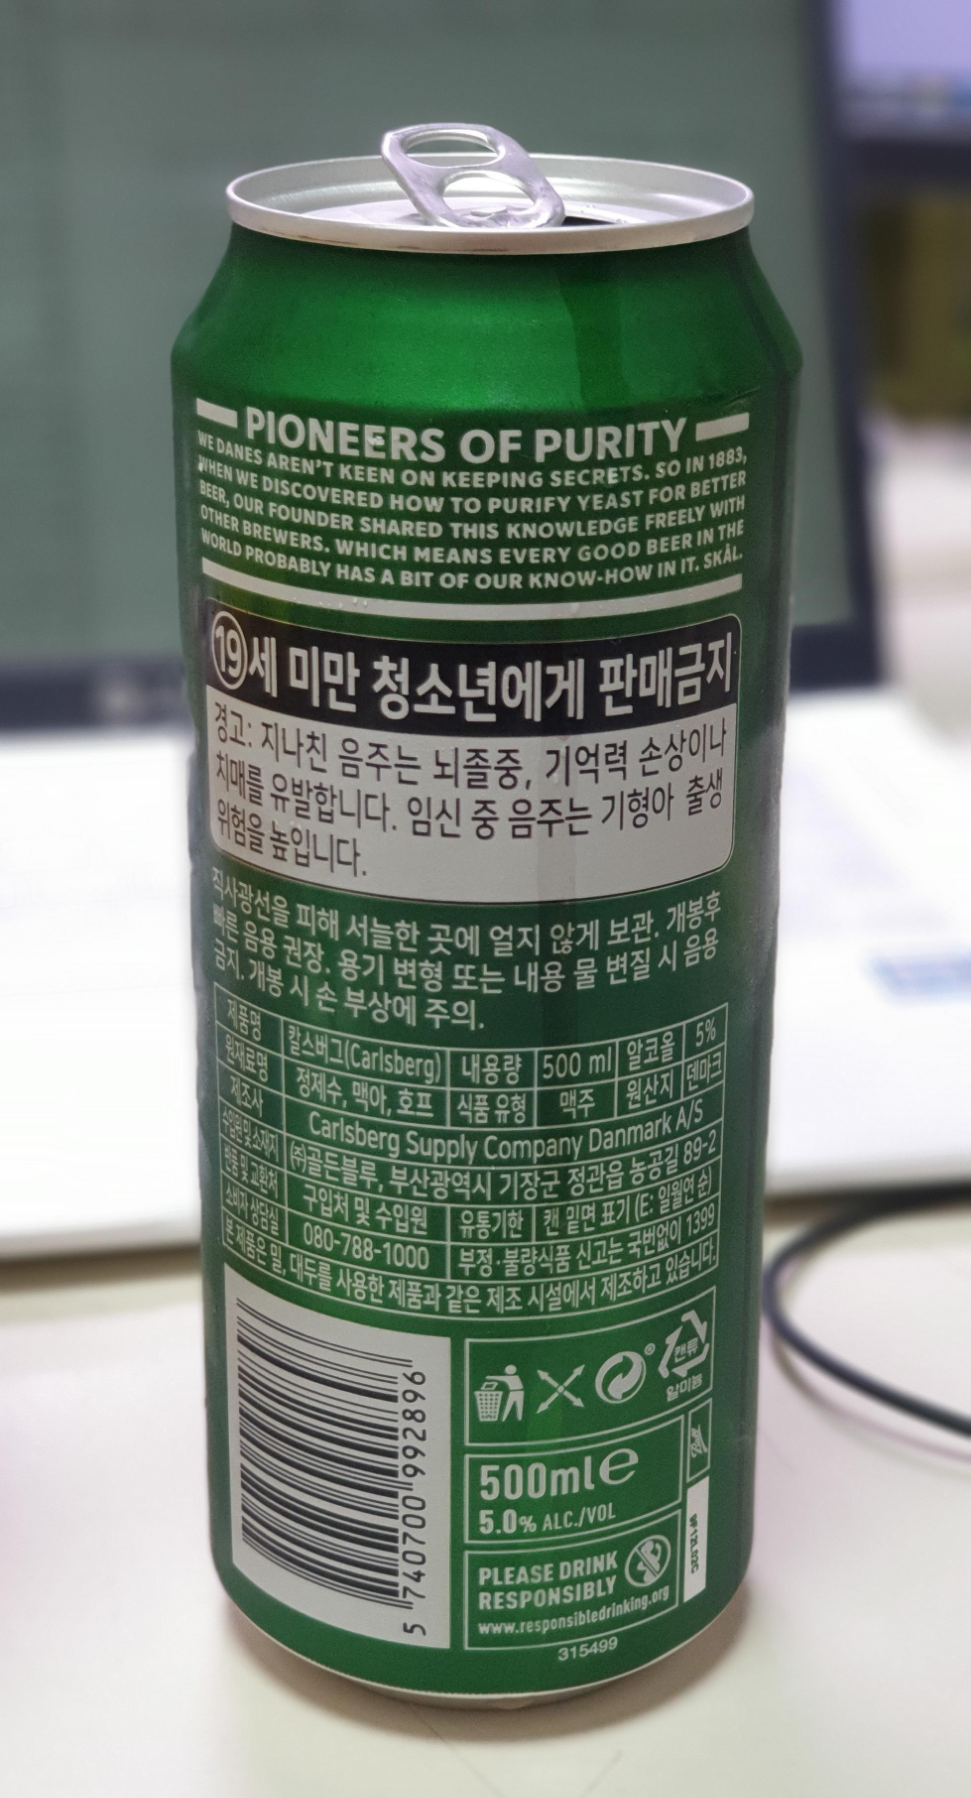 PIONEERS OF PURITY
WE DANES AREN'T KEEN ON KEEPING SECRETS. SO IN 1883,
WHEN WE DISCOVERED HOW TO PURIFY YEAST FOR BETTER
BEER, OUR FOUNDER SHARED THIS KNOWLEDGE FREELY WITH
OTHER BREWERS. WHICH MEANS EVERY GOOD BEER IN THE
WORLD PROBABLY HAS A BIT OF OUR KNOW-HOW IN IT. SKÅL.
19세 미만 청소년에게 판매금지
경고: 지나친 음주는 뇌졸중, 기억력 손상이나
치매를 유발합니다. 임신 중 음주는 기형아 출생
위험을 높입니다.
직사광선을 피해 서늘한 곳에 얼지 않게 보관. 개봉후
빠른 음용 권장. 용기 변형 또는 내용 물 변질 시 음용
금지. 개봉 시 손 부상에 주의.
제품명 칼스버그(Carlsberg) 내용량 500 ml 알코올 5%
원재료명 정제수, 맥아, 호프 식품 유형 맥주 원산지 덴마크
제조사 Carlsberg Supply Company Danmark A/S
수입원및소재지 ㈜골든블루, 부산광역시 기장군 정관읍 농공길 89-2
반품 및 교환처 구입처 및 수입원 유통기한 캔 밑면 표기 (E: 일월연 순)
소비자 상담실 080-788-1000 부정·불량식품 신고는 국번없이 1399
본 제품은 밀, 대두를 사용한 제품과 같은 제조 시설에서 제조하고 있습니다.
5 740700 992896
캔류
알미늄
500ml e
5.0% ALC./VOL
Ball
PLEASE DRINK
RESPONSIBLY
www.responsibledrinking.org
315499